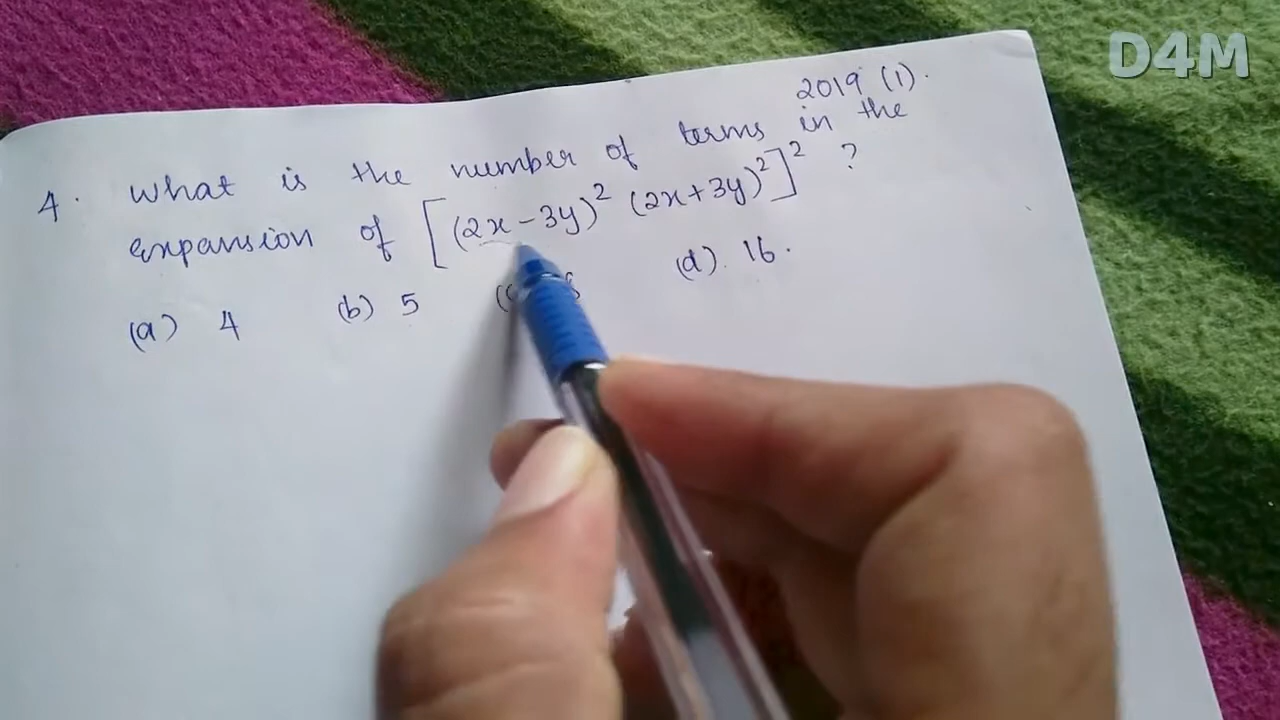 D4M
2019 (1).
4. What is the number of terms in the
expansion of [(2x-3y)² (2x+3y)²]² ?
(a) 4 (b) 5 (d). 16.